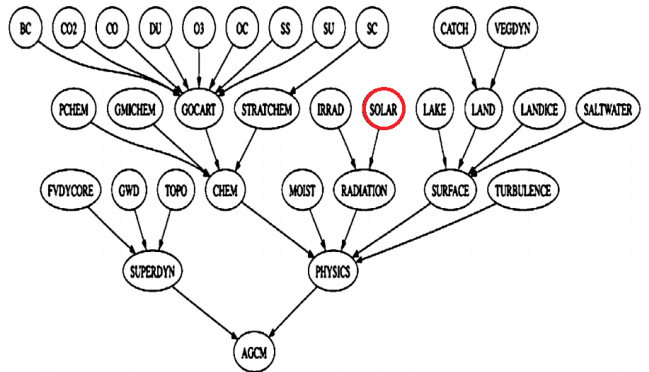 BC CO2 CO DU O3 OC SS SU SC CATCH VEGDYN
PCHEM GMICHEM GOCART STRATCHEM IRRAD SOLAR LAKE LAND LANDICE SALTWATER
FVDYCORE GWD TOPO CHEM MOIST RADIATION SURFACE TURBULENCE
SUPERDYN PHYSICS
AGCM